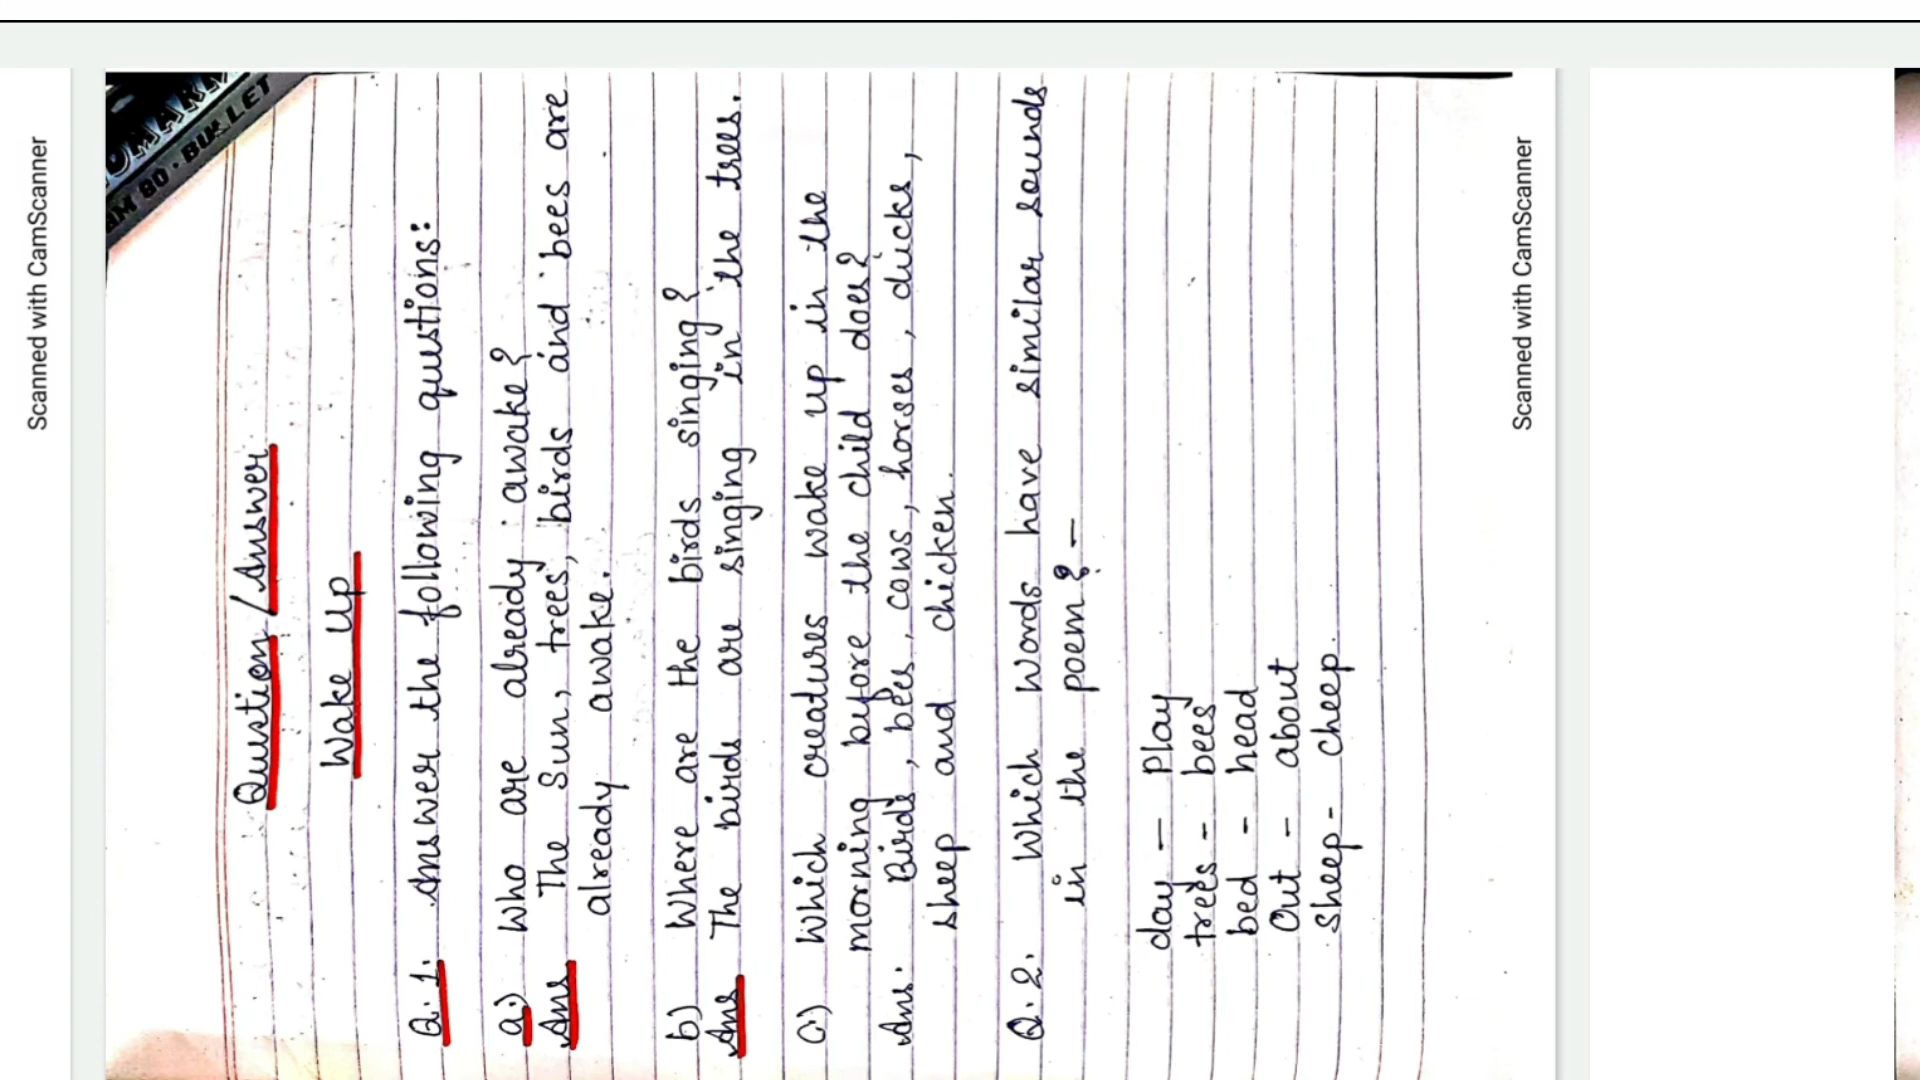 Scanned with CamScanner
OMARK
M 80 · BUKLET
Question / Answer
Wake Up
Q. 1. Answer the following questions:
a.) Who are already awake?
Ans The Sun, trees, birds and bees are
already awake.
b) Where are the birds singing?
Ans The birds are singing in the trees.
c.) Which creatures wake up in the
morning before the child does?
Ans. Birds, bees, cows, horses, ducks,
sheep and chicken.
Q. 2. Which words have similar sounds
in the poem? –
day – play
trees – bees
bed – head
Out – about
Sheep - cheep.
Scanned with CamScanner